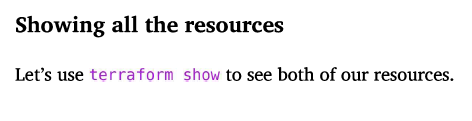 Showing all the resources
Let’s use terraform show to see both of our resources.